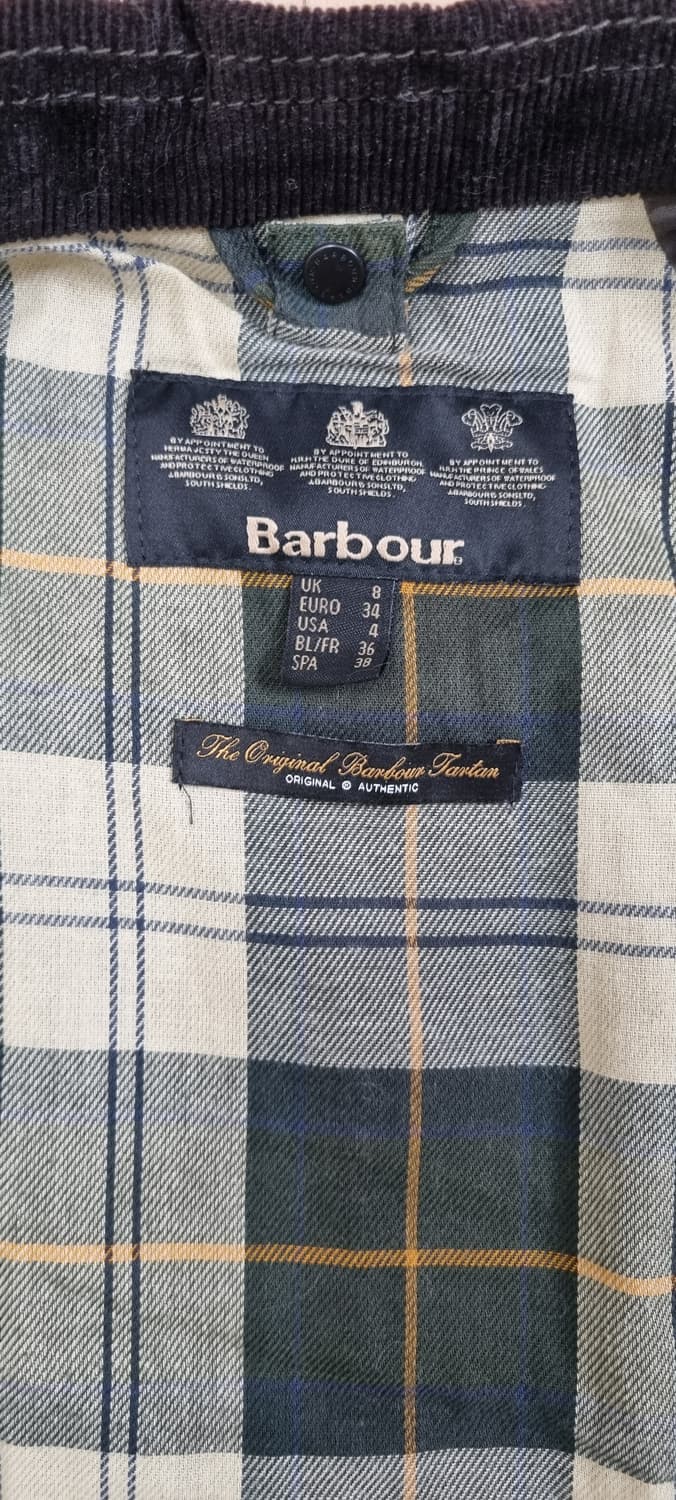 BY APPOINTMENT TO
HER MAJESTY THE QUEEN
MANUFACTURERS OF WATERPROOF
AND PROTECTIVE CLOTHING
J.BARBOUR & SONS LTD,
SOUTH SHIELDS.
BY APPOINTMENT TO
H.R.H THE DUKE OF EDINBURGH
MANUFACTURERS OF WATERPROOF
AND PROTECTIVE CLOTHING
J.BARBOUR & SONS LTD,
SOUTH SHIELDS
BY APPOINTMENT TO
H.R.H THE PRINCE OF WALES
MANUFACTURERS OF WATERPROOF
AND PROTECTIVE CLOTHING
J.BARBOUR & SONS LTD,
SOUTH SHIELDS.
Barbour
UK 8
EURO 34
USA 4
BL/FR 36
SPA 38
The Original Barbour Tartan
ORIGINAL @ AUTHENTIC